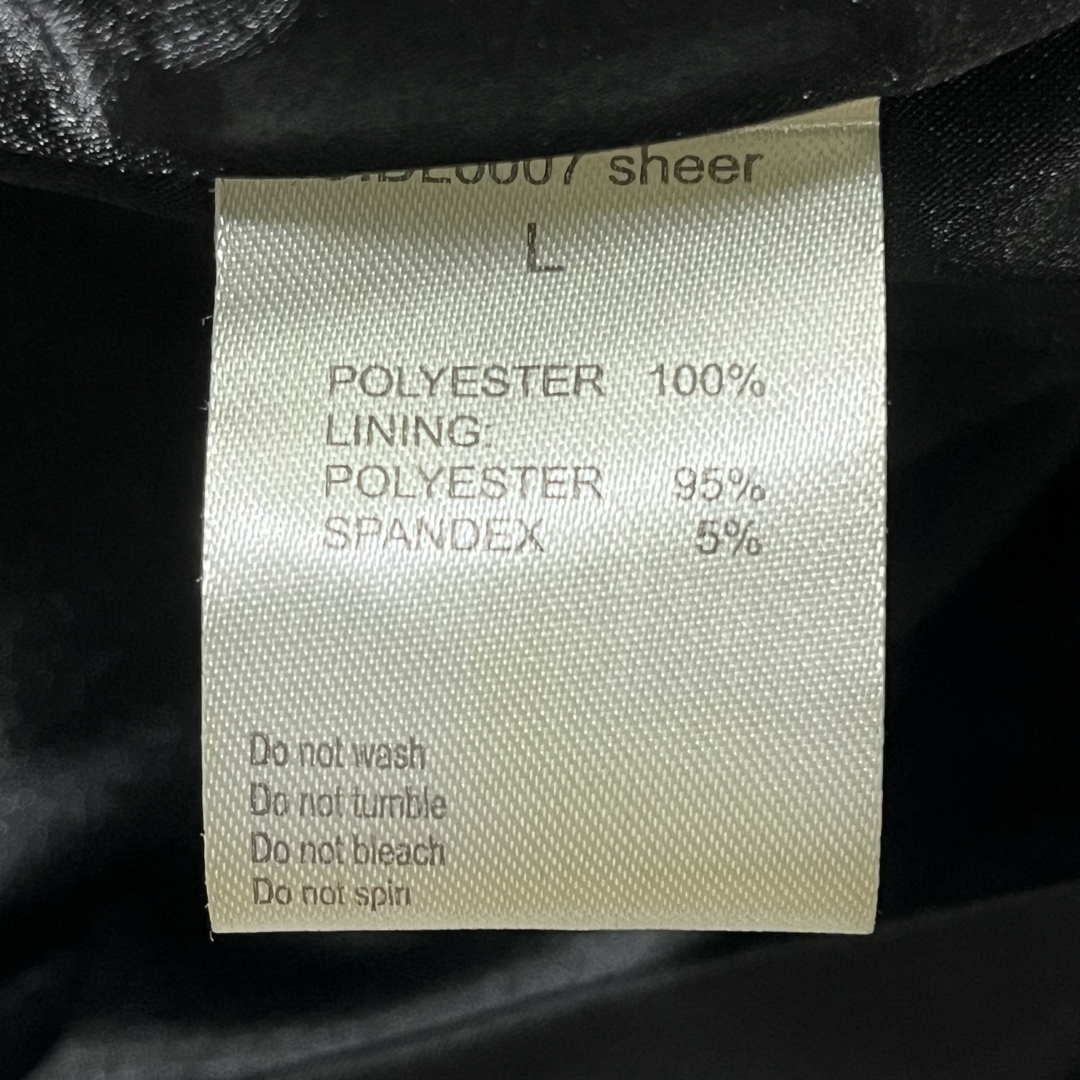 sheer
L
POLYESTER 100%
LINING:
POLYESTER 95%
SPANDEX 5%
Do not wash
Do not tumble
Do not bleach
Do not spin